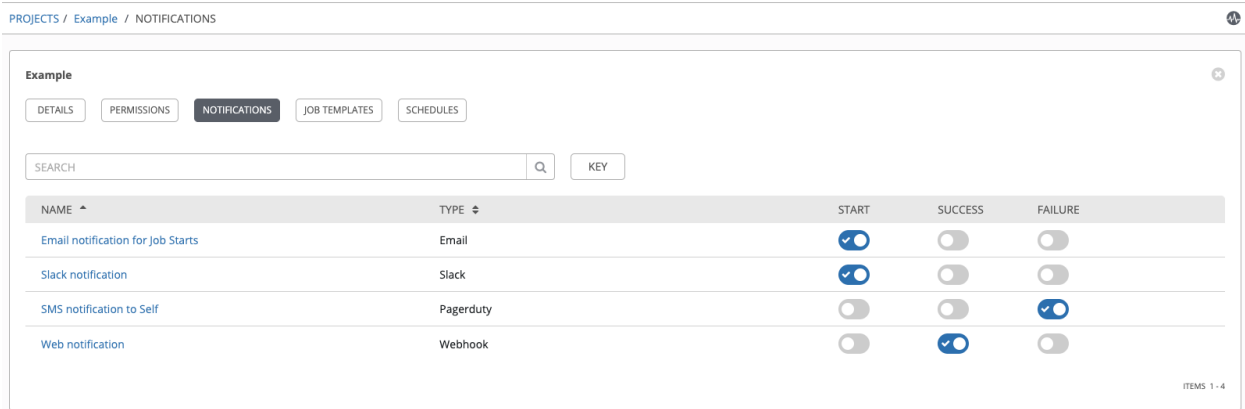 PROJECTS / Example / NOTIFICATIONS
Example
DETAILS PERMISSIONS NOTIFICATIONS JOB TEMPLATES SCHEDULES
SEARCH KEY
NAME TYPE START SUCCESS FAILURE
Email notification for Job Starts Email
Slack notification Slack
SMS notification to Self Pagerduty
Web notification Webhook
ITEMS 1 - 4